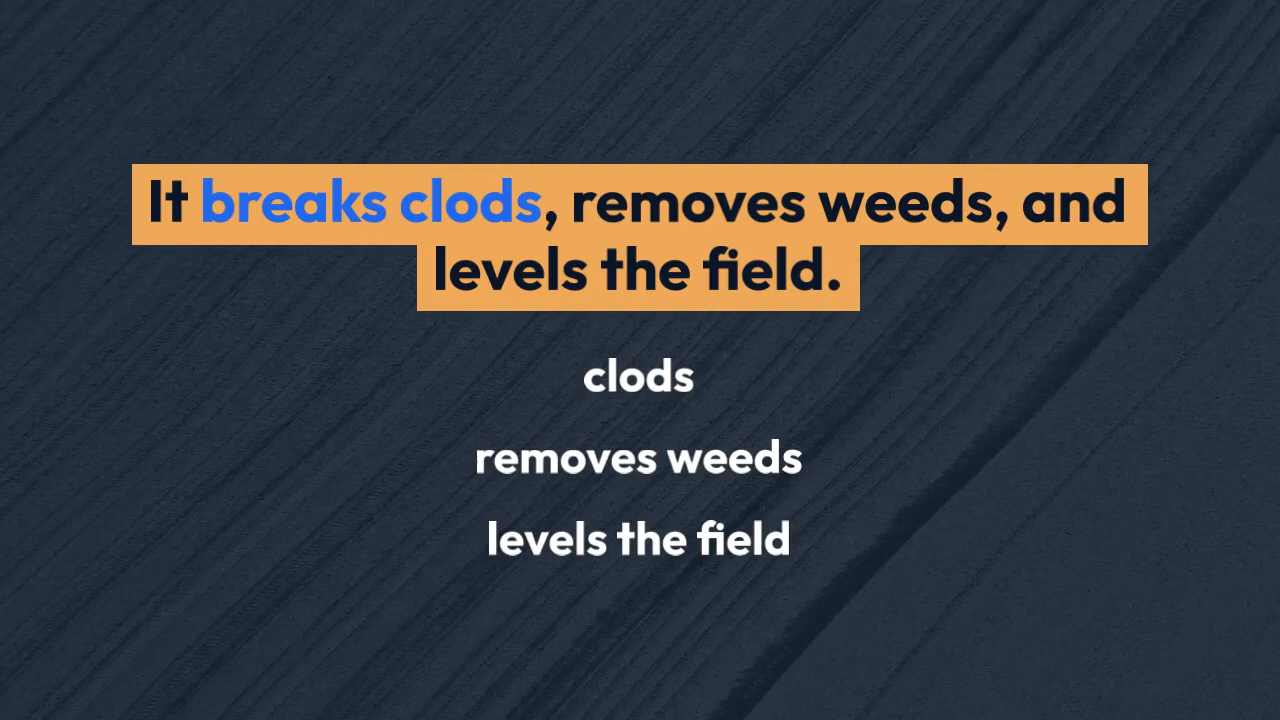 It breaks clods, removes weeds, and
levels the field.
clods
removes weeds
levels the field